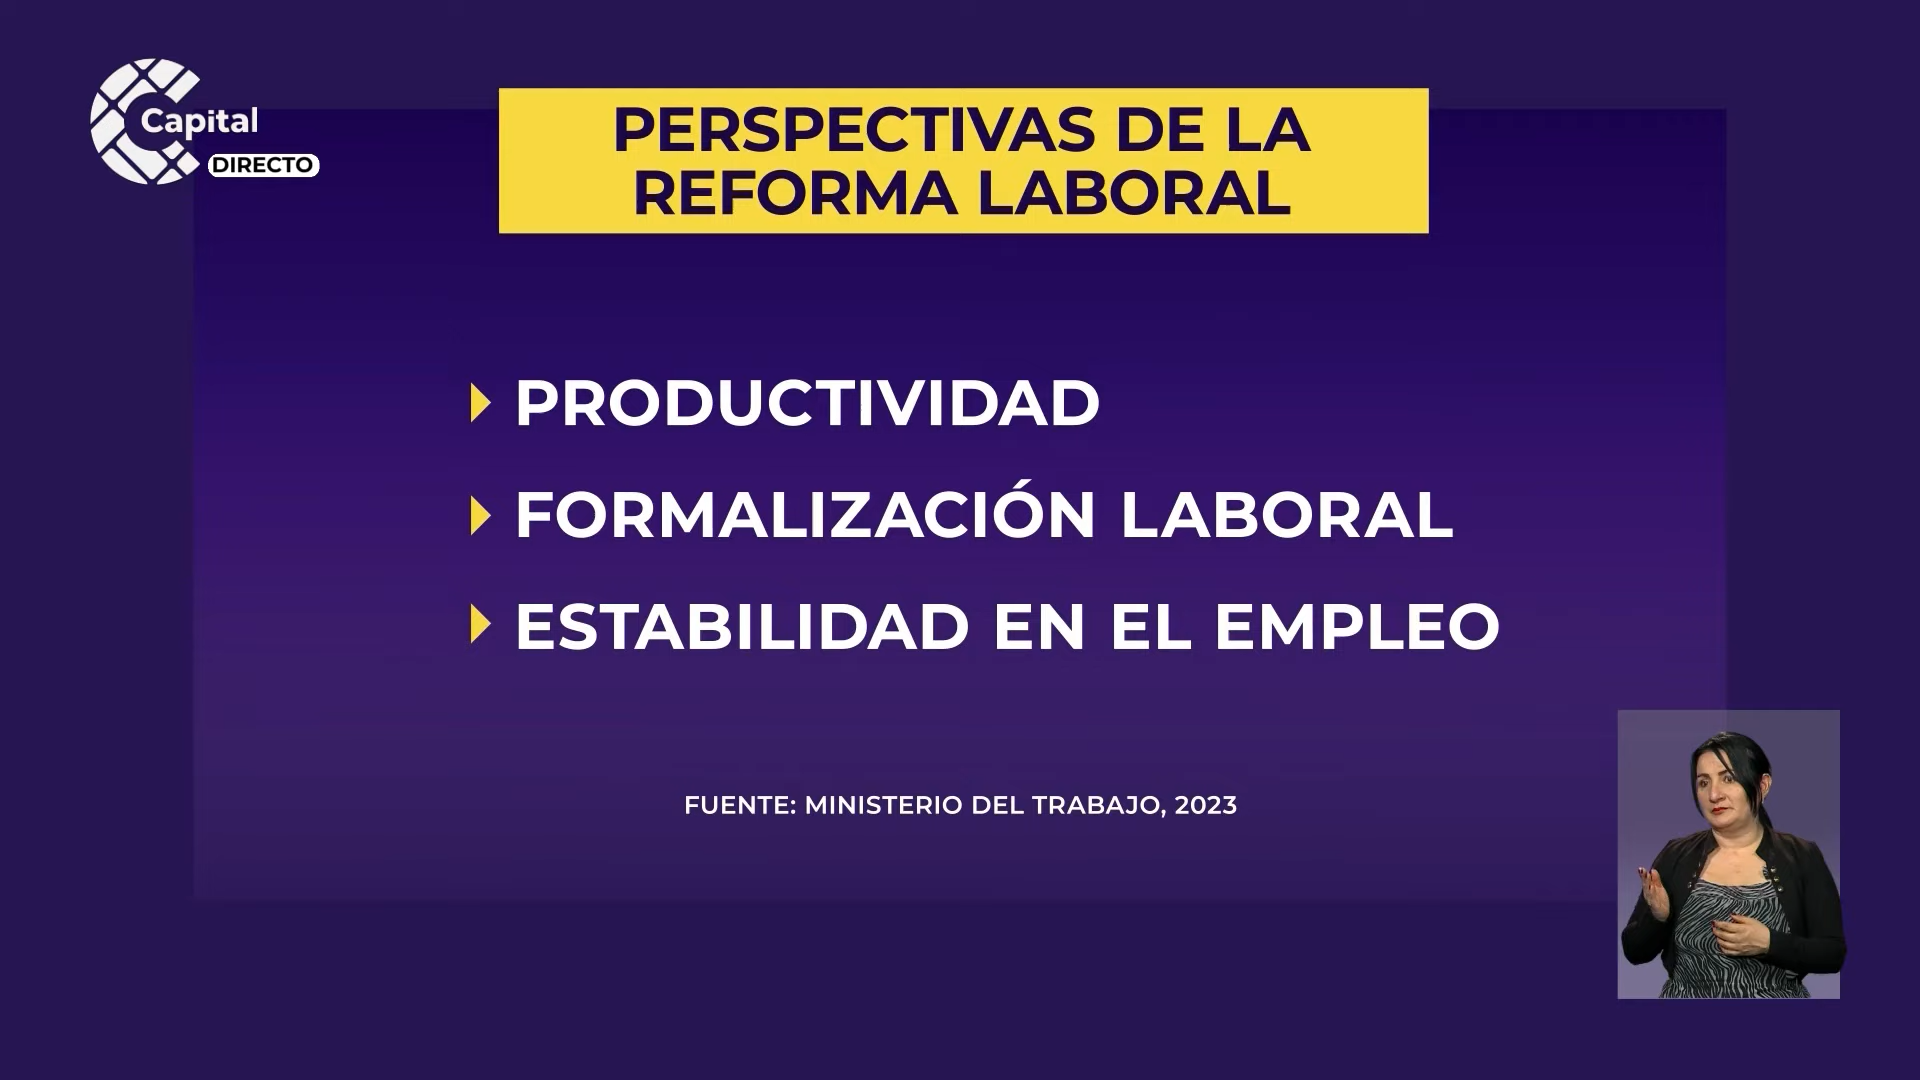 Capital
DIRECTO
PERSPECTIVAS DE LA
REFORMA LABORAL
PRODUCTIVIDAD
FORMALIZACIÓN LABORAL
ESTABILIDAD EN EL EMPLEO
FUENTE: MINISTERIO DEL TRABAJO, 2023